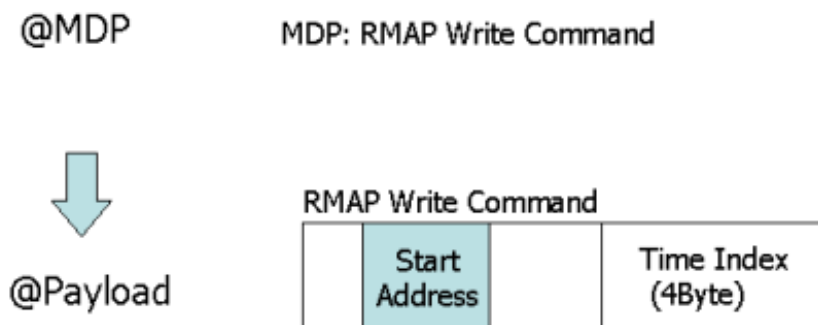 @MDP MDP: RMAP Write Command
RMAP Write Command
@Payload
Start
Address
Time Index
(4Byte)